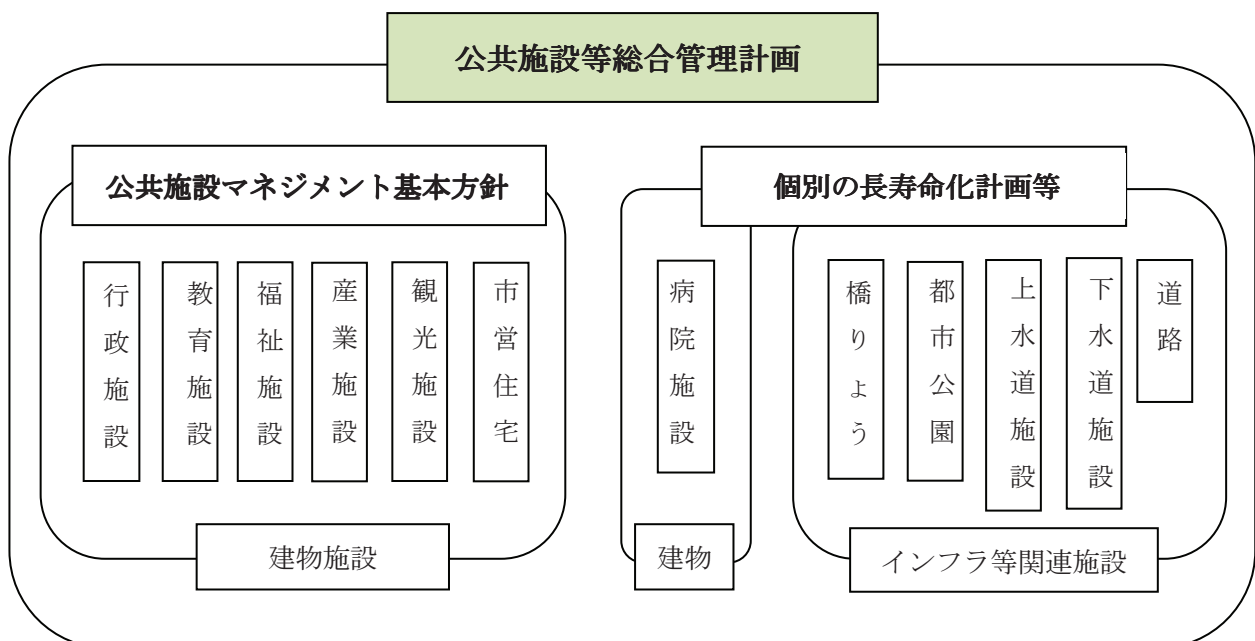 公共施設等総合管理計画
公共施設マネジメント基本方針
行政施設
教育施設
福祉施設
産業施設
観光施設
市営住宅
建物施設
個別の長寿命化計画等
病院施設
建物
橋りょう
都市公園
上水道施設
下水道施設
道路
インフラ等関連施設